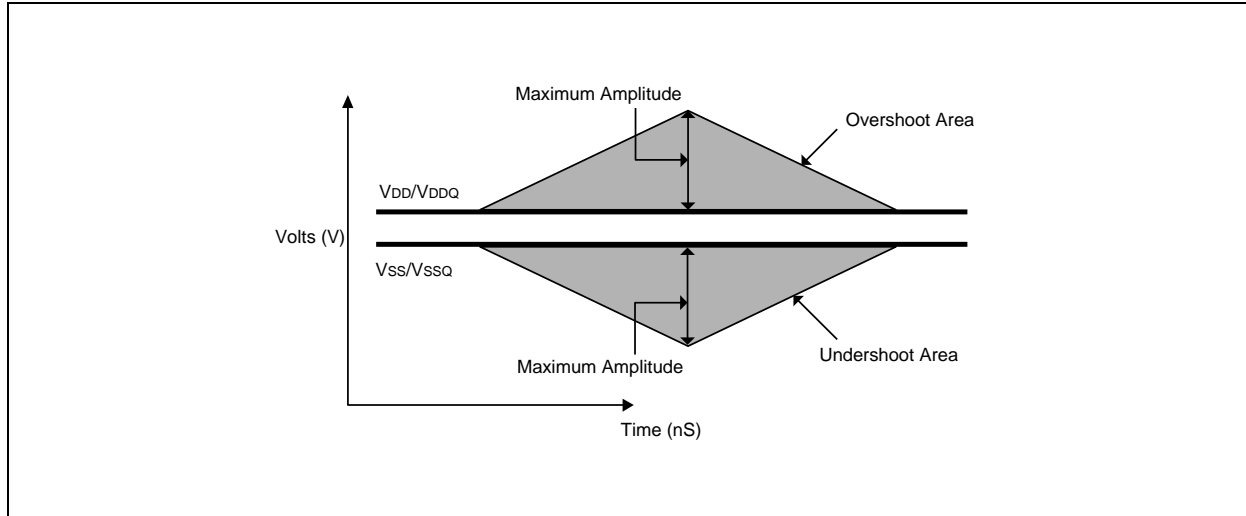 Maximum Amplitude
Overshoot Area
VDD/VDDQ
Volts (V)
VSS/VSSQ
Maximum Amplitude
Undershoot Area
Time (nS)